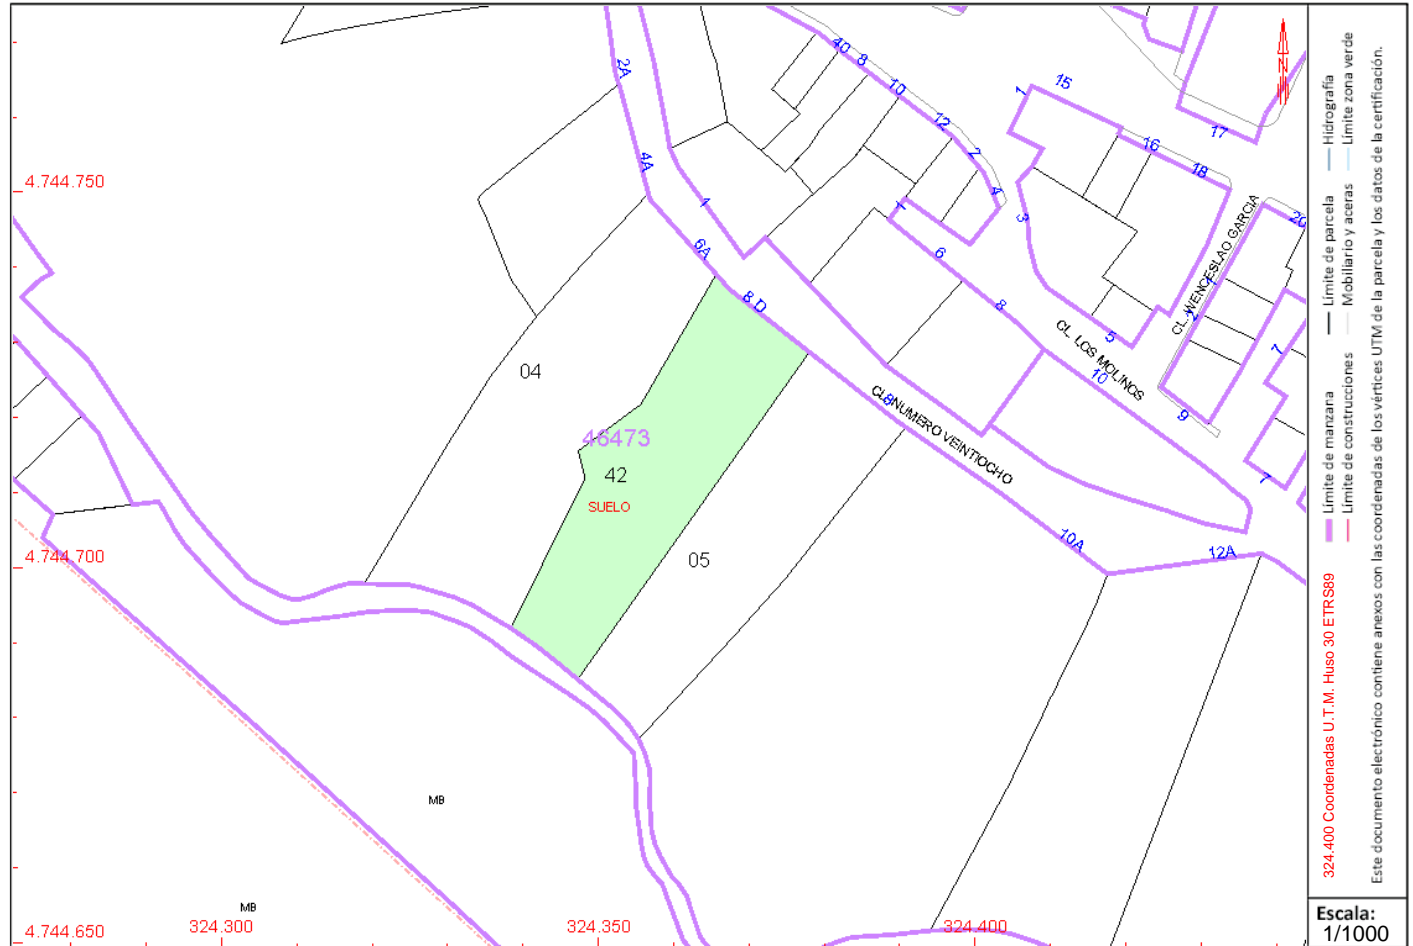 40
8
10
12
2
4
1
15
1
16
18
17
20
2A
4A
1
6A
8 D
3
6
8
5
10
9
7
7
2
4.744.750
CL. WENCESLAO GARCIA
CL. LOS MOLINOS
04
8
CL. NUMERO VEINTIOCHO
46473
42
SUELO
05
4.744.700
10A
12A
MB
MB
4.744.650
324.300
324.350
324.400
N
Límite de manzana
Límite de parcela
Hidrografía
Límite de construcciones
Mobiliario y aceras
Límite zona verde
324.400 Coordenadas U.T.M. Huso 30 ETRS89
Este documento electrónico contiene anexos con las coordenadas de los vértices UTM de la parcela y los datos de la certificación.
Escala:
1/1000